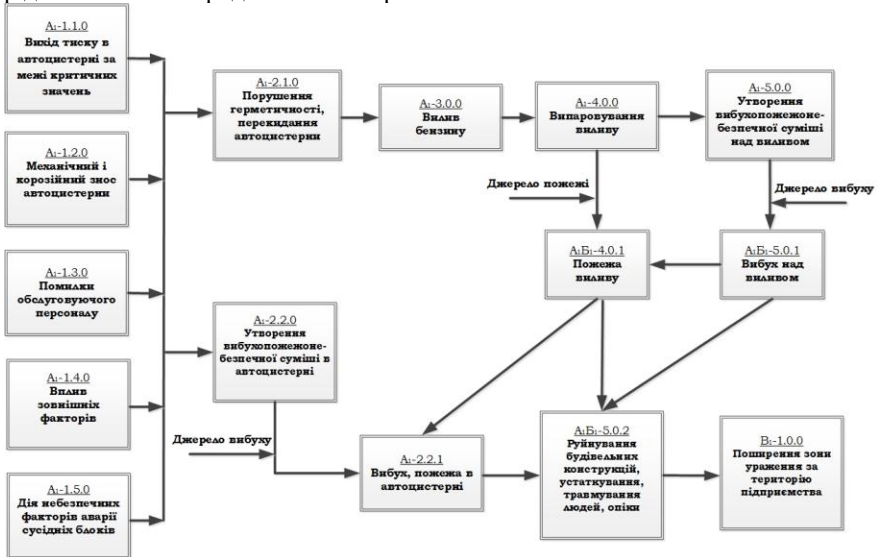 А₁-1.1.0
Вихід тиску в
автоцистерні за
межі критичних
значень
А₁-1.2.0
Механічний і
корозійний знос
автоцистерни
А₁-1.3.0
Помилки
обслуговуючого
персоналу
А₁-1.4.0
Вплив
зовнішніх
факторів
А₁-1.5.0
Дія небезпечних
факторів аварії
сусідніх блоків
А₁-2.1.0
Порушення
герметичності,
перекидання
автоцистерни
А₁-3.0.0
Вилив
бензину
А₁-4.0.0
Випаровування
виливу
А₁-5.0.0
Утворення
вибухопожежоне-
безпечної суміші
над виливом
Джерело пожежі
Джерело вибуху
А₁Б₁-4.0.1
Пожежа
виливу
А₁Б₁-5.0.1
Вибух над
виливом
А₁-2.2.0
Утворення
вибухопожежоне-
безпечної суміші в
автоцистерні
Джерело вибуху
А₁-2.2.1
Вибух, пожежа в
автоцистерні
А₁Б₁-5.0.2
Руйнування
будівельних
конструкцій,
устаткування,
травмування
людей, опіки
В₁-1.0.0
Поширення зони
ураження за
територію
підприємства